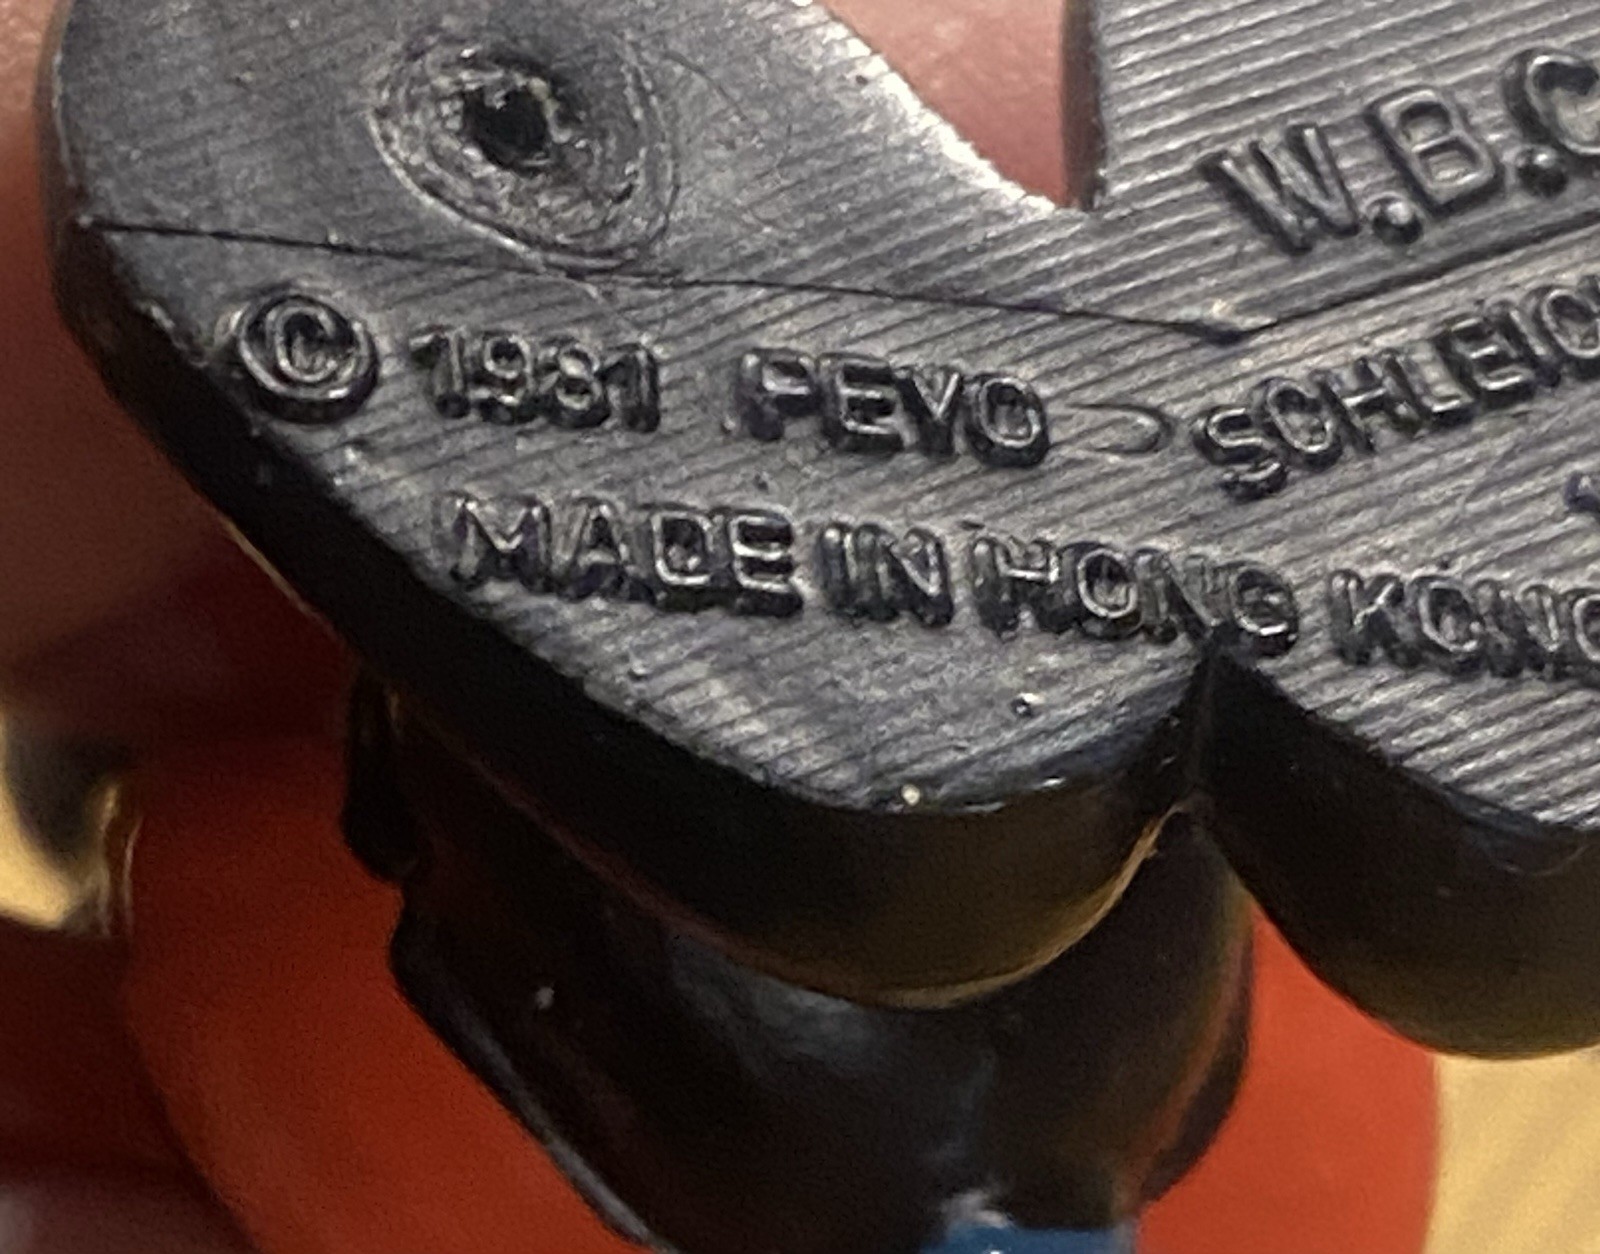 W.B.C
© 1981 PEYO SCHLEICH
MADE IN HONG KONG